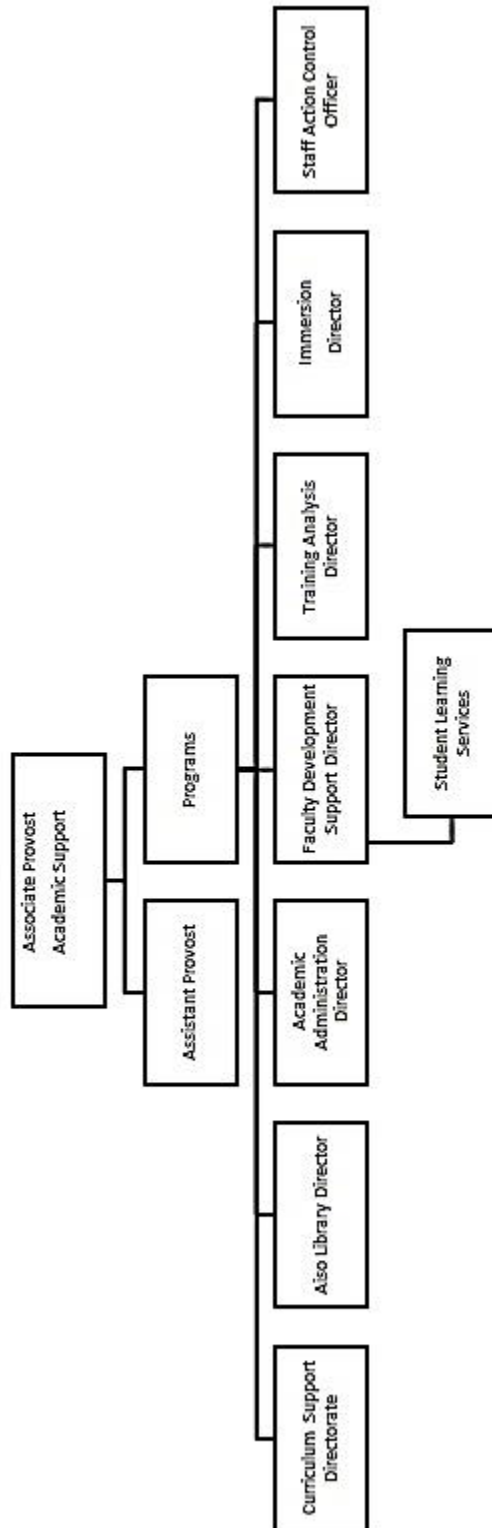 Associate Provost
Academic Support
Assistant Provost
Programs
Curriculum Support
Directorate
Aiso Library Director
Academic
Administration
Director
Faculty Development
Support Director
Training Analysis
Director
Immersion
Director
Staff Action Control
Officer
Student Learning
Services